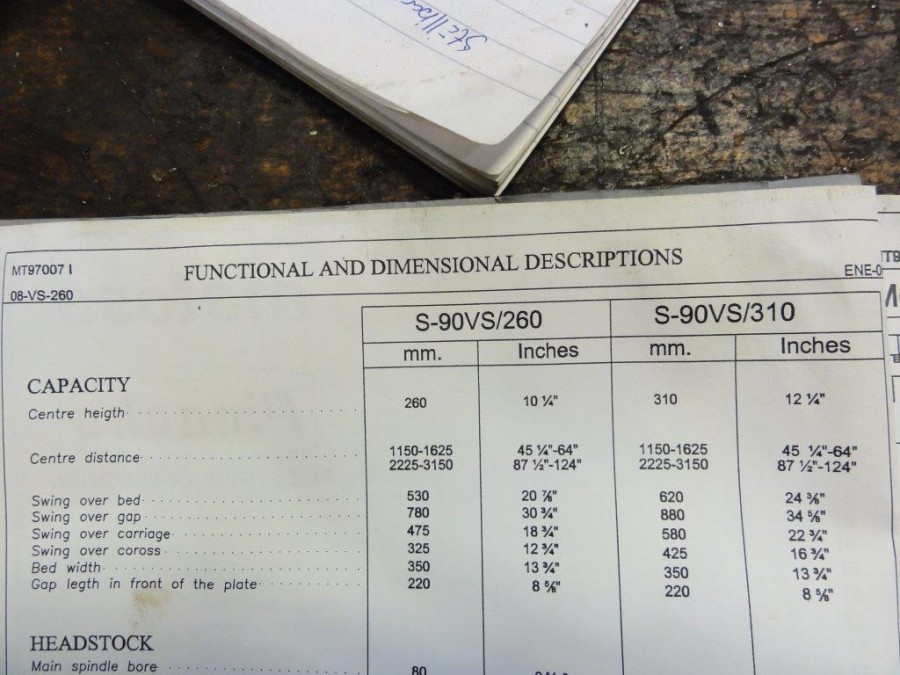 Stillbor
MT970071
FUNCTIONAL AND DIMENSIONAL DESCRIPTIONS
ENE-0
08-VS-260
S-90VS/260 S-90VS/310
mm. Inches mm. Inches
CAPACITY
Centre heigth 260 10 ¼" 310 12 ¼"
Centre distance 1150-1625 45 ¼"-64" 1150-1625 45 ¼"-64"
2225-3150 87 ½"-124" 2225-3150 87 ½"-124"
Swing over bed 530 20 ⅞" 620 24 ⅜"
Swing over gap 780 30 ¾" 880 34 ⅝"
Swing over carriage 475 18 ¾" 580 22 ¾"
Swing over coross 325 12 ¾" 425 16 ¾"
Bed width 350 13 ¾" 350 13 ¾"
Gap legth in front of the plate 220 8 ⅝" 220 8 ⅝"
HEADSTOCK
Main spindle bore 80